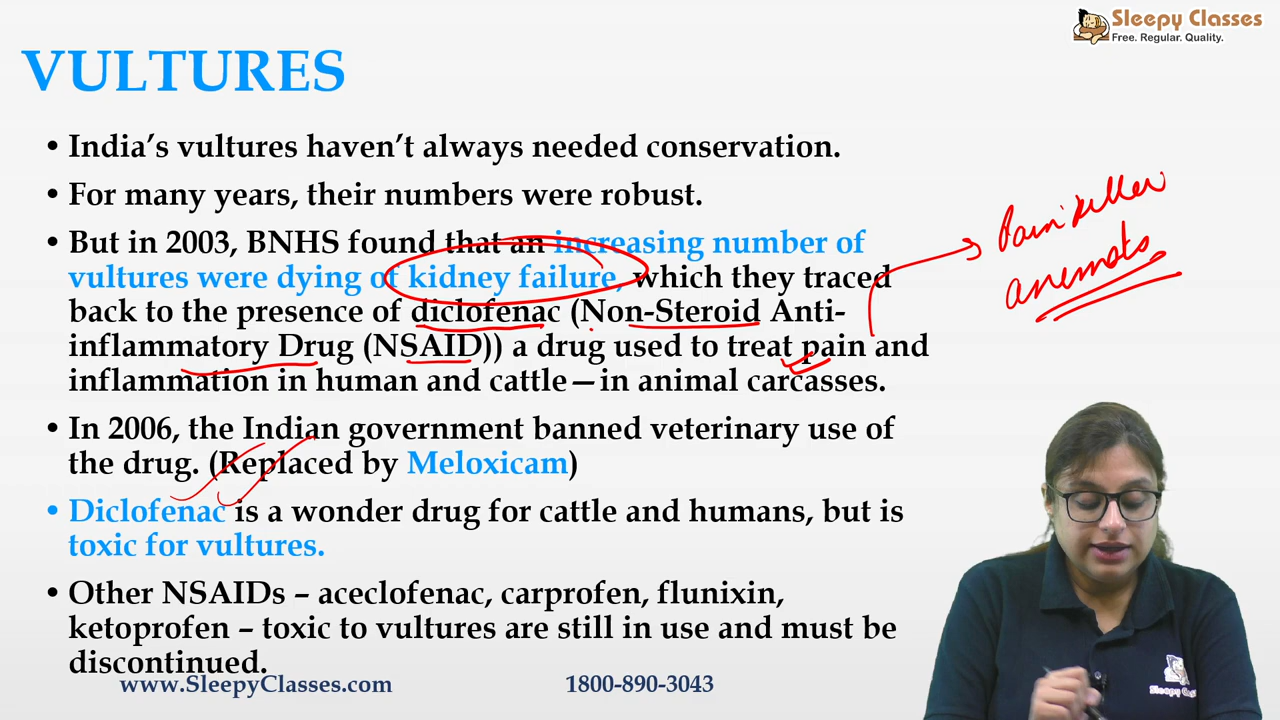 Sleepy Classes
Free. Regular. Quality.
VULTURES
• India’s vultures haven’t always needed conservation.
• For many years, their numbers were robust.
• But in 2003, BNHS found that an increasing number of
vultures were dying of kidney failure, which they traced
back to the presence of diclofenac (Non-Steroid Anti-
inflammatory Drug (NSAID)) a drug used to treat pain and
inflammation in human and cattle—in animal carcasses.
Painkiller
• In 2006, the Indian government banned veterinary use of
the drug. (Replaced by Meloxicam)
• Diclofenac is a wonder drug for cattle and humans, but is
toxic for vultures.
• Other NSAIDs – aceclofenac, carprofen, flunixin,
ketoprofen – toxic to vultures are still in use and must be
discontinued.
www.SleepyClasses.com
1800-890-3043